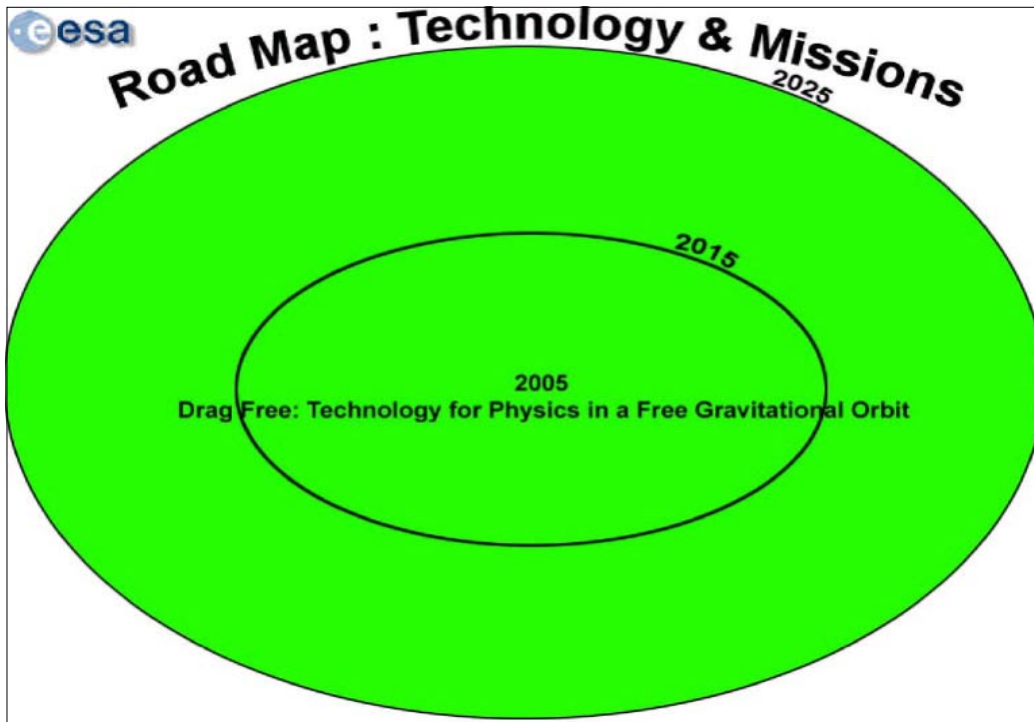 esa
Road Map : Technology & Missions
2025
2015
2005
Drag Free: Technology for Physics in a Free Gravitational Orbit